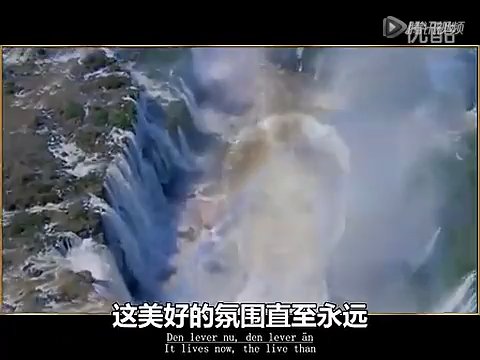 这美好的氛围直至永远
Den lever nu, den lever än
It lives now, the live than